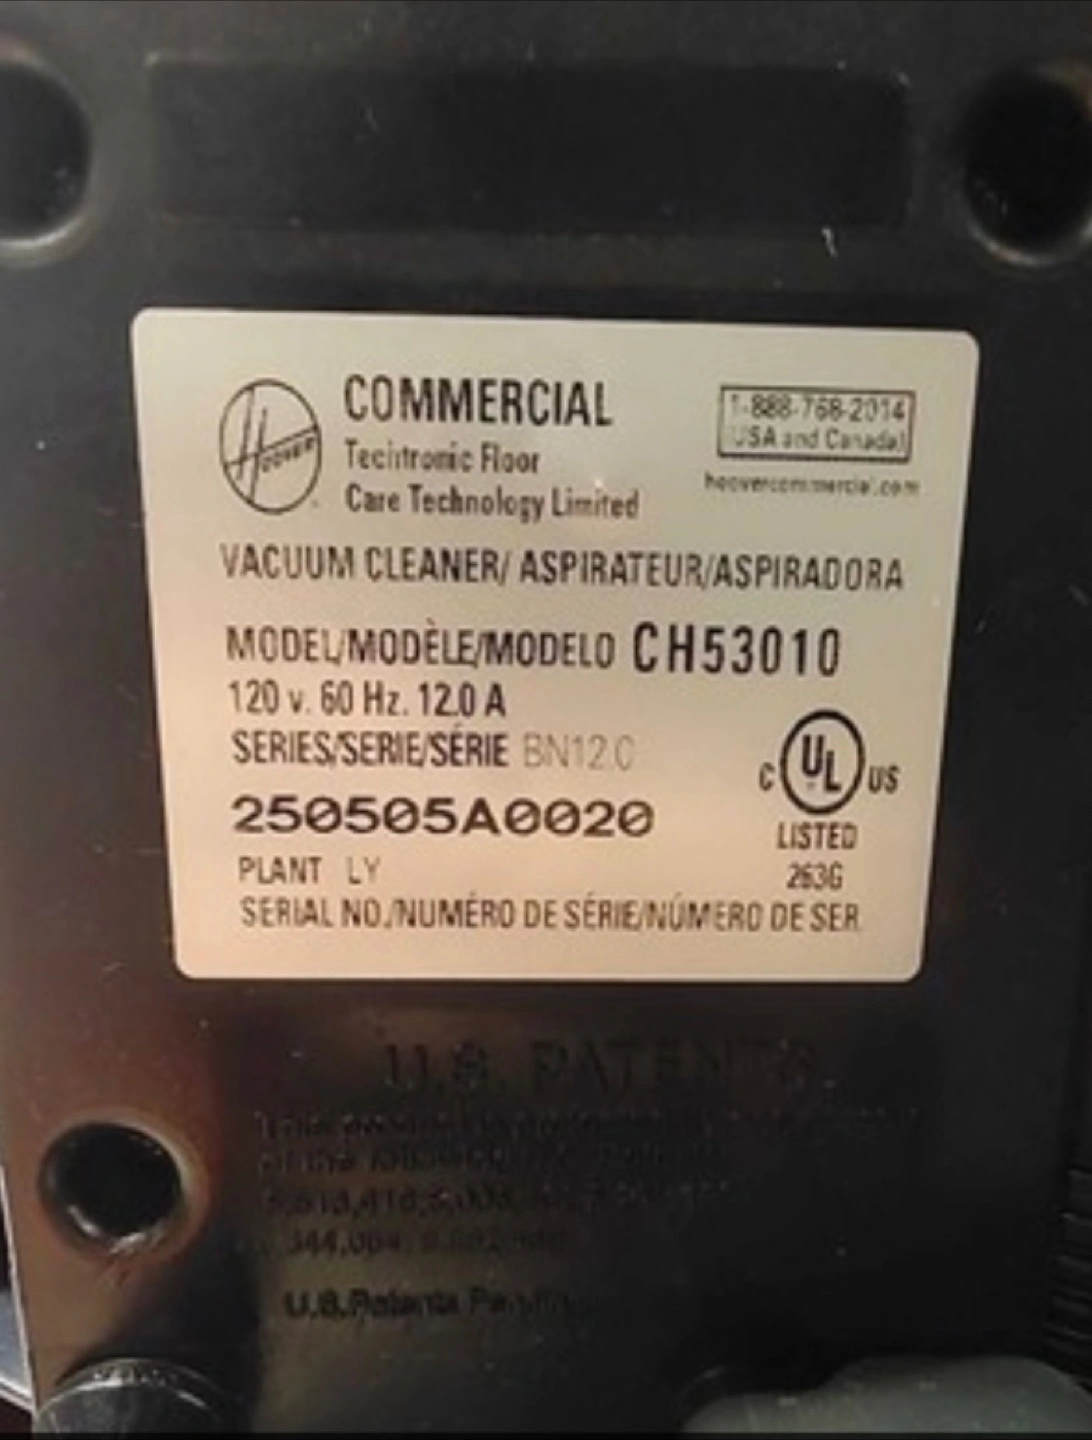 HOOVER
COMMERCIAL
Techtronic Floor
Care Technology Limited
1-888-768-2014
(USA and Canada)
hoovercommercial.com
VACUUM CLEANER/ ASPIRATEUR/ASPIRADORA
MODEL/MODÈLE/MODELO CH53010
120 v. 60 Hz. 12.0 A
SERIES/SERIE/SÉRIE BN12.0
250505A0020
PLANT LY
SERIAL NO./NUMÉRO DE SÉRIE/NÚMERO DE SER
C UL US
LISTED
263G
U.S. PATENTS
U.S. Patents